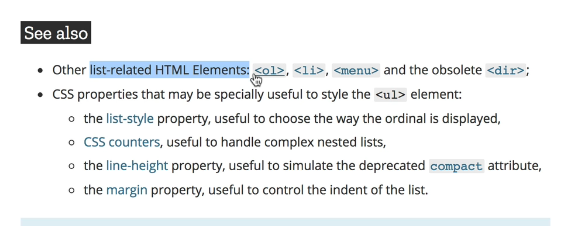 See also
Other list-related HTML Elements: <ol>, <li>, <menu> and the obsolete <dir>;
CSS properties that may be specially useful to style the <ul> element:
the list-style property, useful to choose the way the ordinal is displayed,
CSS counters, useful to handle complex nested lists,
the line-height property, useful to simulate the deprecated compact attribute,
the margin property, useful to control the indent of the list.